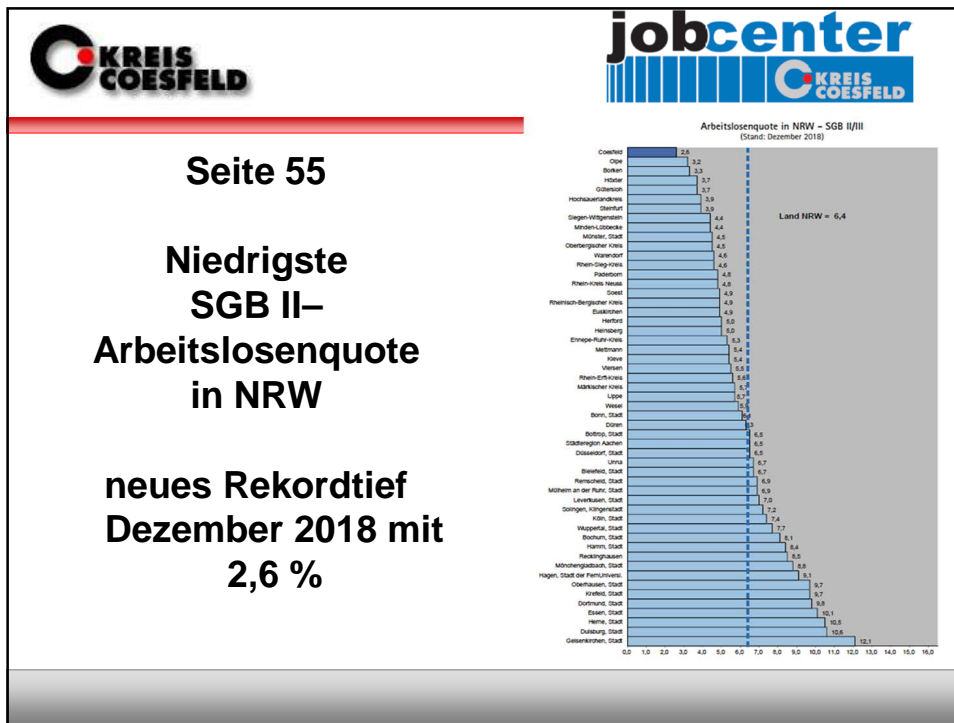 KREIS
COESFELD
jobcenter
KREIS
COESFELD
Seite 55
Niedrigste
SGB II–
Arbeitslosenquote
in NRW
neues Rekordtief
Dezember 2018 mit
2,6 %
Arbeitslosenquote in NRW – SGB II/III
(Stand: Dezember 2018)
Land NRW = 6,4
Coesfeld 2,6
Olpe 3,2
Borken 3,3
Höxter 3,7
Gütersloh 3,7
Hochsauerlandkreis 3,9
Steinfurt 3,9
Siegen-Wittgenstein 4,4
Minden-Lübbecke 4,4
Münster, Stadt 4,5
Oberbergischer Kreis 4,5
Warendorf 4,6
Rhein-Sieg-Kreis 4,6
Paderborn 4,8
Rhein-Kreis Neuss 4,8
Soest 4,9
Rheinisch-Bergischer Kreis 4,9
Euskirchen 4,9
Herford 5,0
Heinsberg 5,0
Ennepe-Ruhr-Kreis 5,3
Mettmann 5,4
Kleve 5,4
Viersen 5,5
Rhein-Erft-Kreis 5,6
Märkischer Kreis 5,7
Lippe 5,7
Wesel 5,9
Bonn, Stadt
Düren 6,3
Bottrop, Stadt 6,5
Städteregion Aachen 6,5
Düsseldorf, Stadt 6,5
Unna 6,7
Bielefeld, Stadt 6,7
Remscheid, Stadt 6,9
Mülheim an der Ruhr, Stadt 6,9
Leverkusen, Stadt 7,0
Solingen, Klingenstadt 7,2
Köln, Stadt 7,4
Wuppertal, Stadt 7,7
Bochum, Stadt 8,1
Hamm, Stadt 8,4
Recklinghausen 8,5
Mönchengladbach, Stadt 8,8
Hagen, Stadt der FernUniversi. 9,1
Oberhausen, Stadt 9,7
Krefeld, Stadt 9,7
Dortmund, Stadt 9,8
Essen, Stadt 10,1
Herne, Stadt 10,5
Duisburg, Stadt 10,6
Gelsenkirchen, Stadt 12,1
0,0 1,0 2,0 3,0 4,0 5,0 6,0 7,0 8,0 9,0 10,0 11,0 12,0 13,0 14,0 15,0 16,0